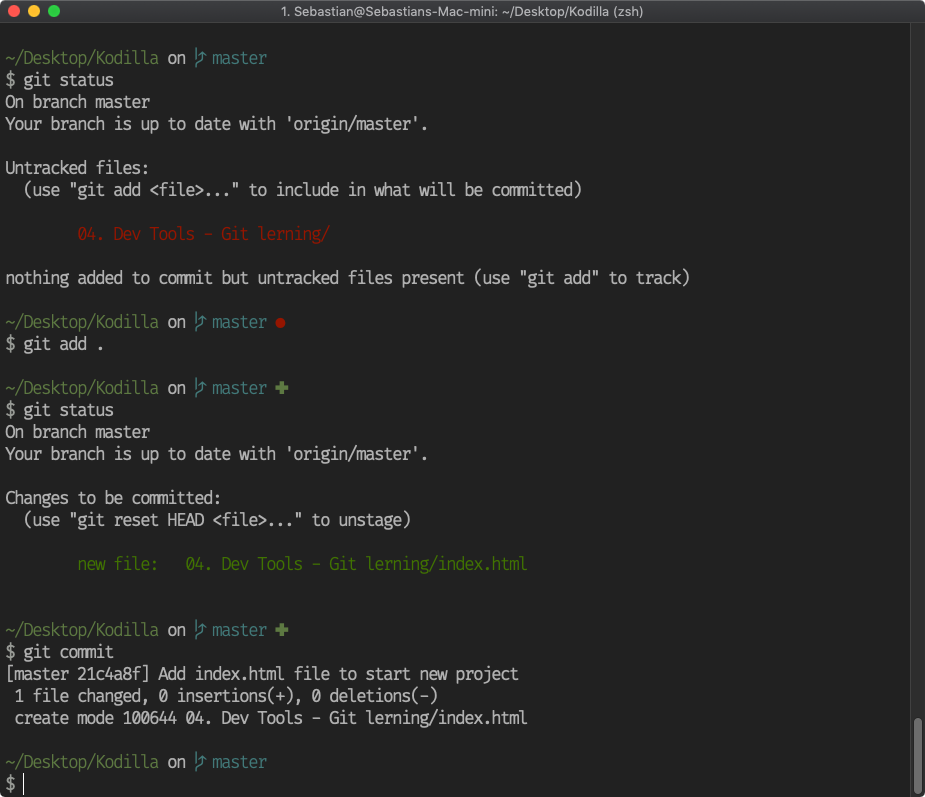 1. Sebastian@Sebastians-Mac-mini: ~/Desktop/Kodilla (zsh)
~/Desktop/Kodilla on master
$ git status
On branch master
Your branch is up to date with 'origin/master'.
Untracked files:
(use "git add <file>..." to include in what will be committed)
04. Dev Tools - Git lerning/
nothing added to commit but untracked files present (use "git add" to track)
~/Desktop/Kodilla on master ●
$ git add .
~/Desktop/Kodilla on master ✚
$ git status
On branch master
Your branch is up to date with 'origin/master'.
Changes to be committed:
(use "git reset HEAD <file>..." to unstage)
new file:   04. Dev Tools - Git lerning/index.html
~/Desktop/Kodilla on master ✚
$ git commit
[master 21c4a8f] Add index.html file to start new project
1 file changed, 0 insertions(+), 0 deletions(-)
create mode 100644 04. Dev Tools - Git lerning/index.html
~/Desktop/Kodilla on master
$